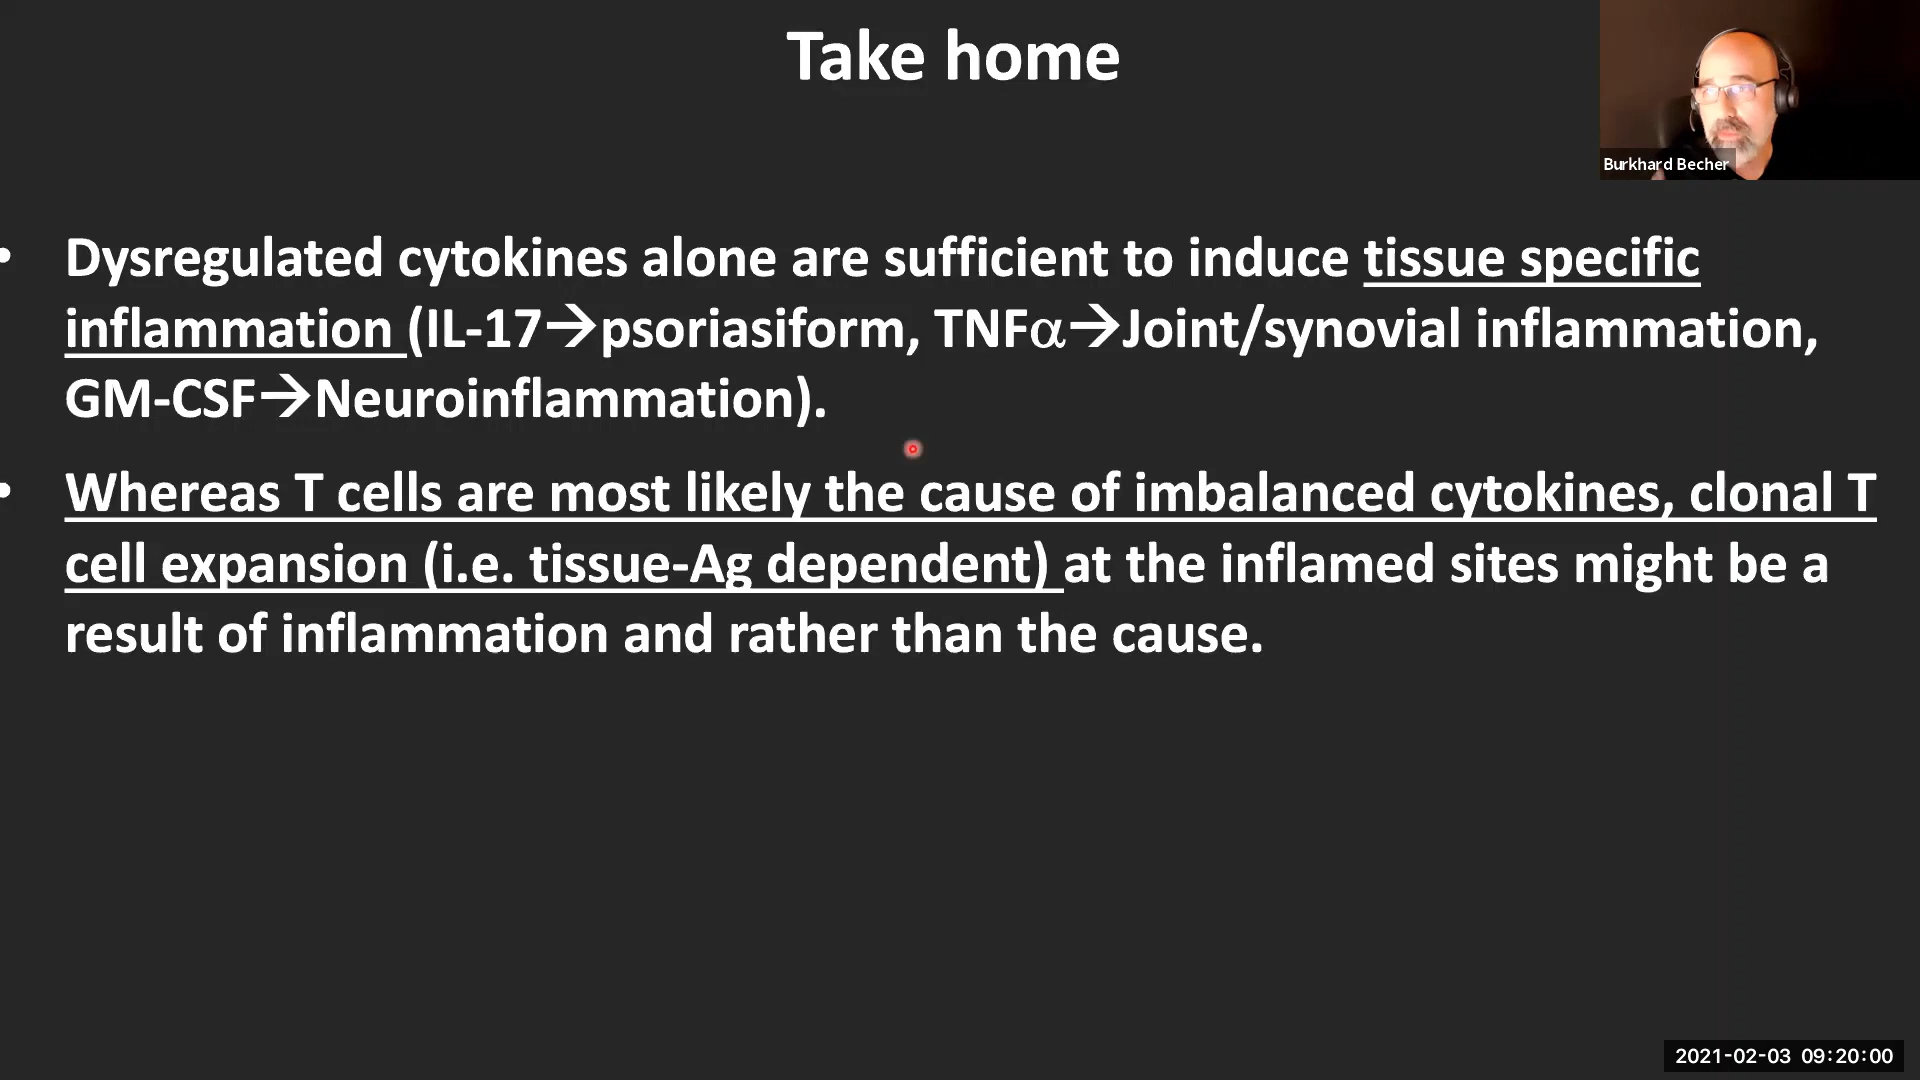 Take home
Burkhard Becher
• Dysregulated cytokines alone are sufficient to induce tissue specific
inflammation (IL-17→psoriasiform, TNFα→Joint/synovial inflammation,
GM-CSF→Neuroinflammation).
• Whereas T cells are most likely the cause of imbalanced cytokines, clonal T
cell expansion (i.e. tissue-Ag dependent) at the inflamed sites might be a
result of inflammation and rather than the cause.
2021-02-03 09:20:00